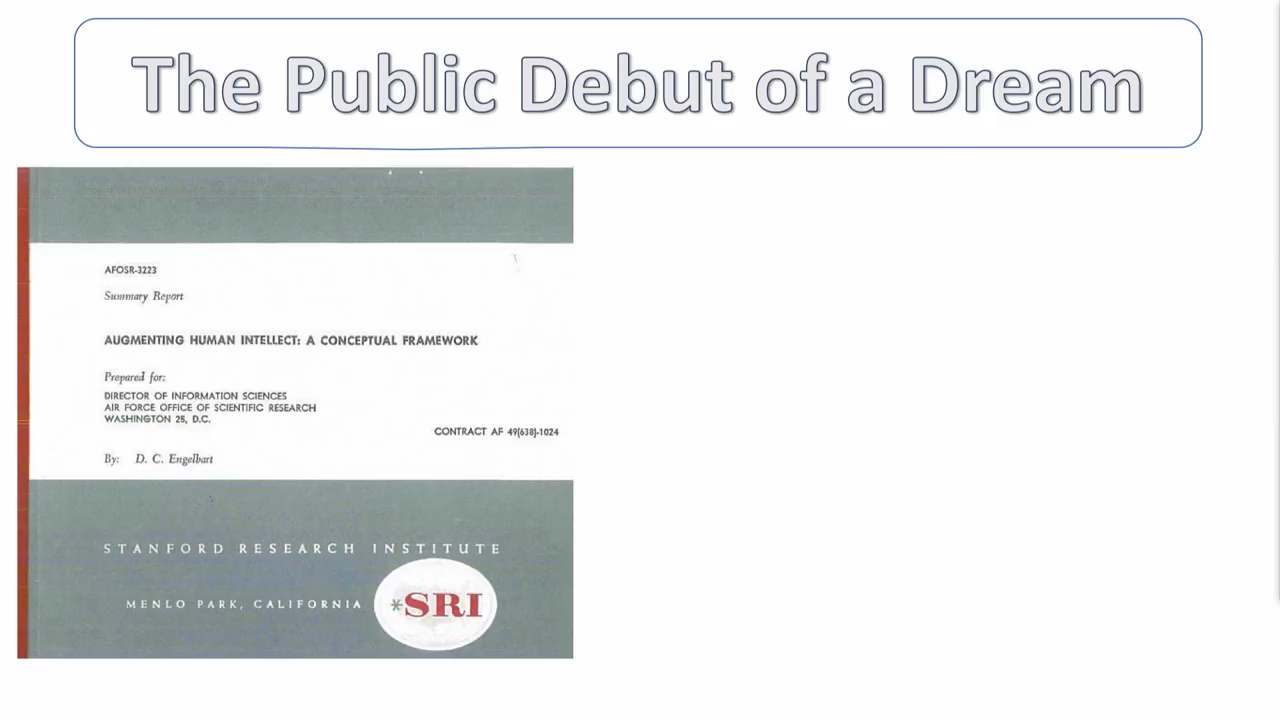 The Public Debut of a Dream
AFOSR-3223
Summary Report
AUGMENTING HUMAN INTELLECT: A CONCEPTUAL FRAMEWORK
Prepared for:
DIRECTOR OF INFORMATION SCIENCES
AIR FORCE OFFICE OF SCIENTIFIC RESEARCH
WASHINGTON 25, D.C.
CONTRACT AF 49(638)-1024
By: D. C. Engelbart
STANFORD RESEARCH INSTITUTE
MENLO PARK, CALIFORNIA
*SRI